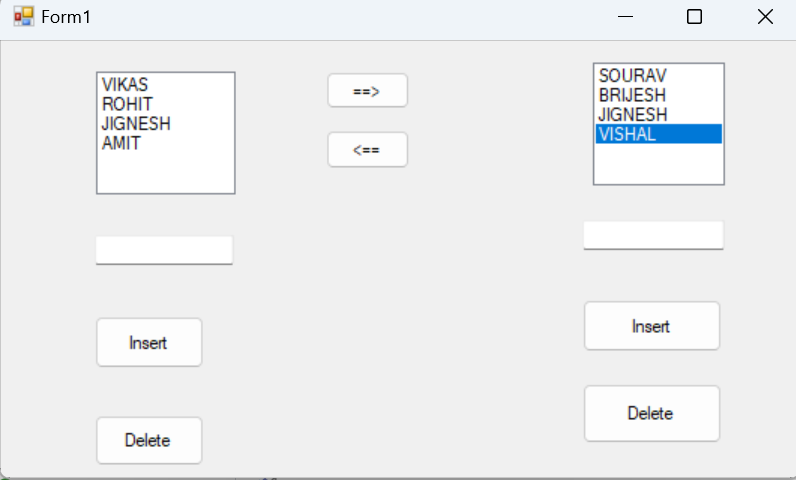 Form1
VIKAS
ROHIT
JIGNESH
AMIT
==>
<==
SOURAV
BRIJESH
JIGNESH
VISHAL
Insert
Delete
Insert
Delete